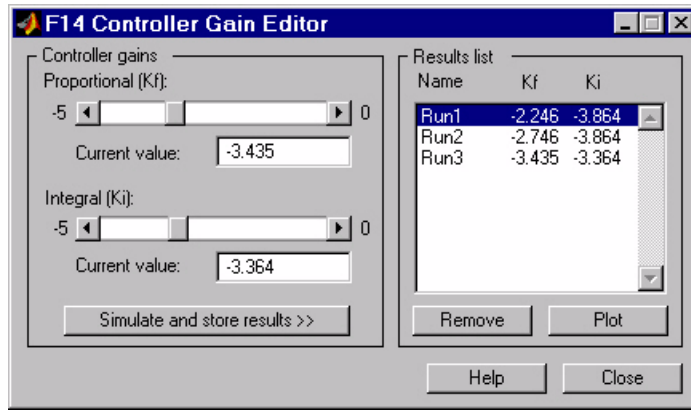 F14 Controller Gain Editor
Controller gains
Proportional (Kf):
-5 0
Current value: -3.435
Integral (Ki):
-5 0
Current value: -3.364
Simulate and store results >>
Results list
Name Kf Ki
Run1 -2.246 -3.864
Run2 -2.746 -3.864
Run3 -3.435 -3.364
Remove Plot
Help Close